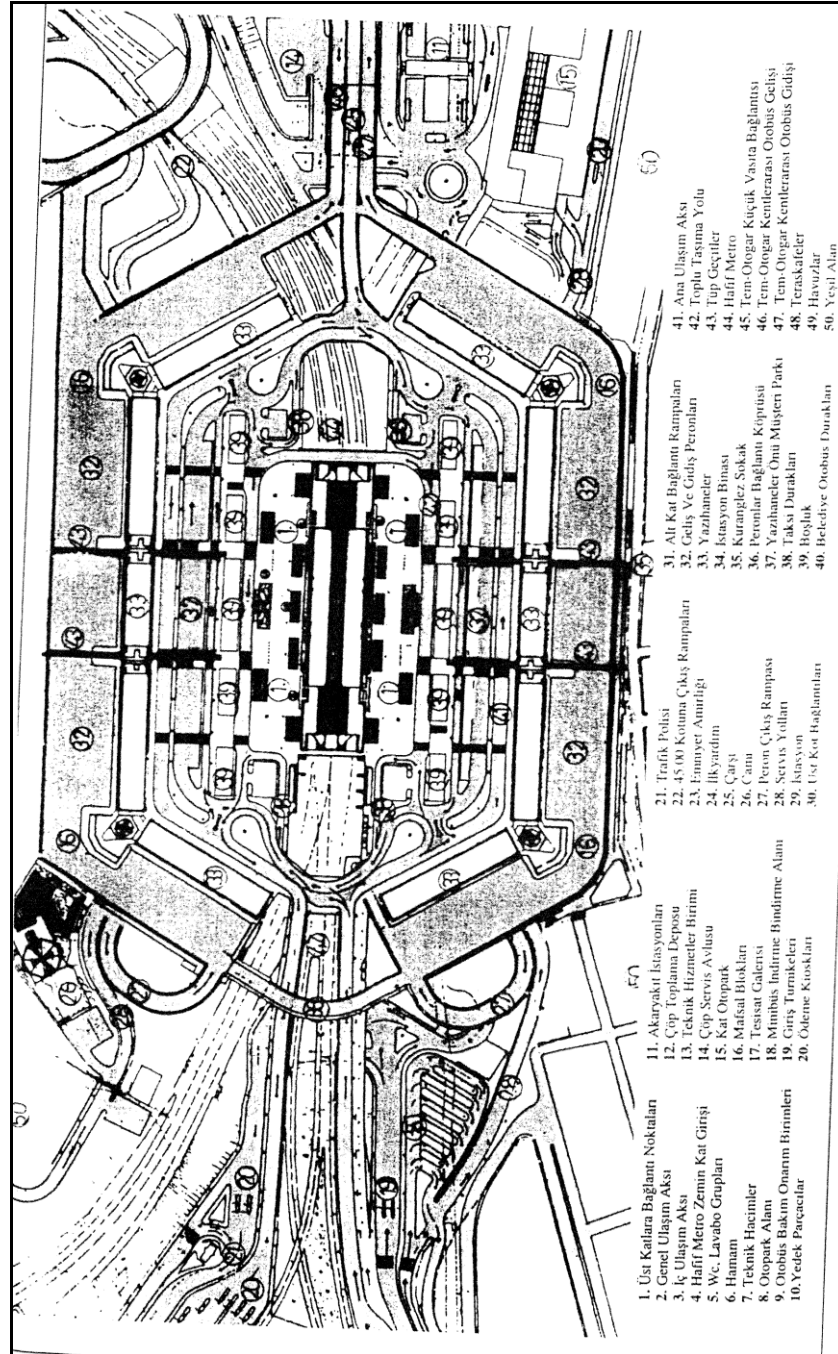 1. Üst Katlara Bağlantı Noktaları
2. Genel Ulaşım Aksı
3. İç Ulaşım Aksı
4. Hafif Metro Zemin Kat Girişi
5. Wc. Lavabo Grupları
6. Hamam
7. Teknik Hacimler
8. Otopark Alanı
9. Otobüs Bakım Onarım Birimleri
10. Yedek Parçacılar
11. Akaryakıt İstasyonları
12. Çöp Toplama Deposu
13. Teknik Hizmetler Birimi
14. Çöp Servis Avlusu
15. Kat Otopark
16. Mafsal Blokları
17. Tesisat Galerisi
18. Minibüs İndirme Bindirme Alanı
19. Giriş Turnikeleri
20. Ödeme Kioskları
21. Trafik Polisi
22. 45.00 Kotuna Çıkış Rampaları
23. Emniyet Amirliği
24. İlkyardım
25. Çarşı
26. Cami
27. Peron Çıkış Rampası
28. Servis Yolları
29. İstasyon
30. Üst Kot Bağlantıları
31. Alt Kat Bağlantı Rampaları
32. Geliş Ve Gidiş Peronları
33. Yazıhaneler
34. İstasyon Binası
35. Kuranglez Sokak
36. Peronlar Bağlantı Köprüsü
37. Yazıhaneler Önü Müşteri Parkı
38. Taksi Durakları
39. Boşluk
40. Belediye Otobüs Durakları
41. Ana Ulaşım Aksı
42. Toplu Taşıma Yolu
43. Tüp Geçitler
44. Hafif Metro
45. Tem-Otogar Küçük Vasıta Bağlantısı
46. Tem-Otogar Kentlerarası Otobüs Gelişi
47. Tem-Otogar Kentlerarası Otobüs Gidişi
48. Teraskafeler
49. Havuzlar
50. Yeşil Alan